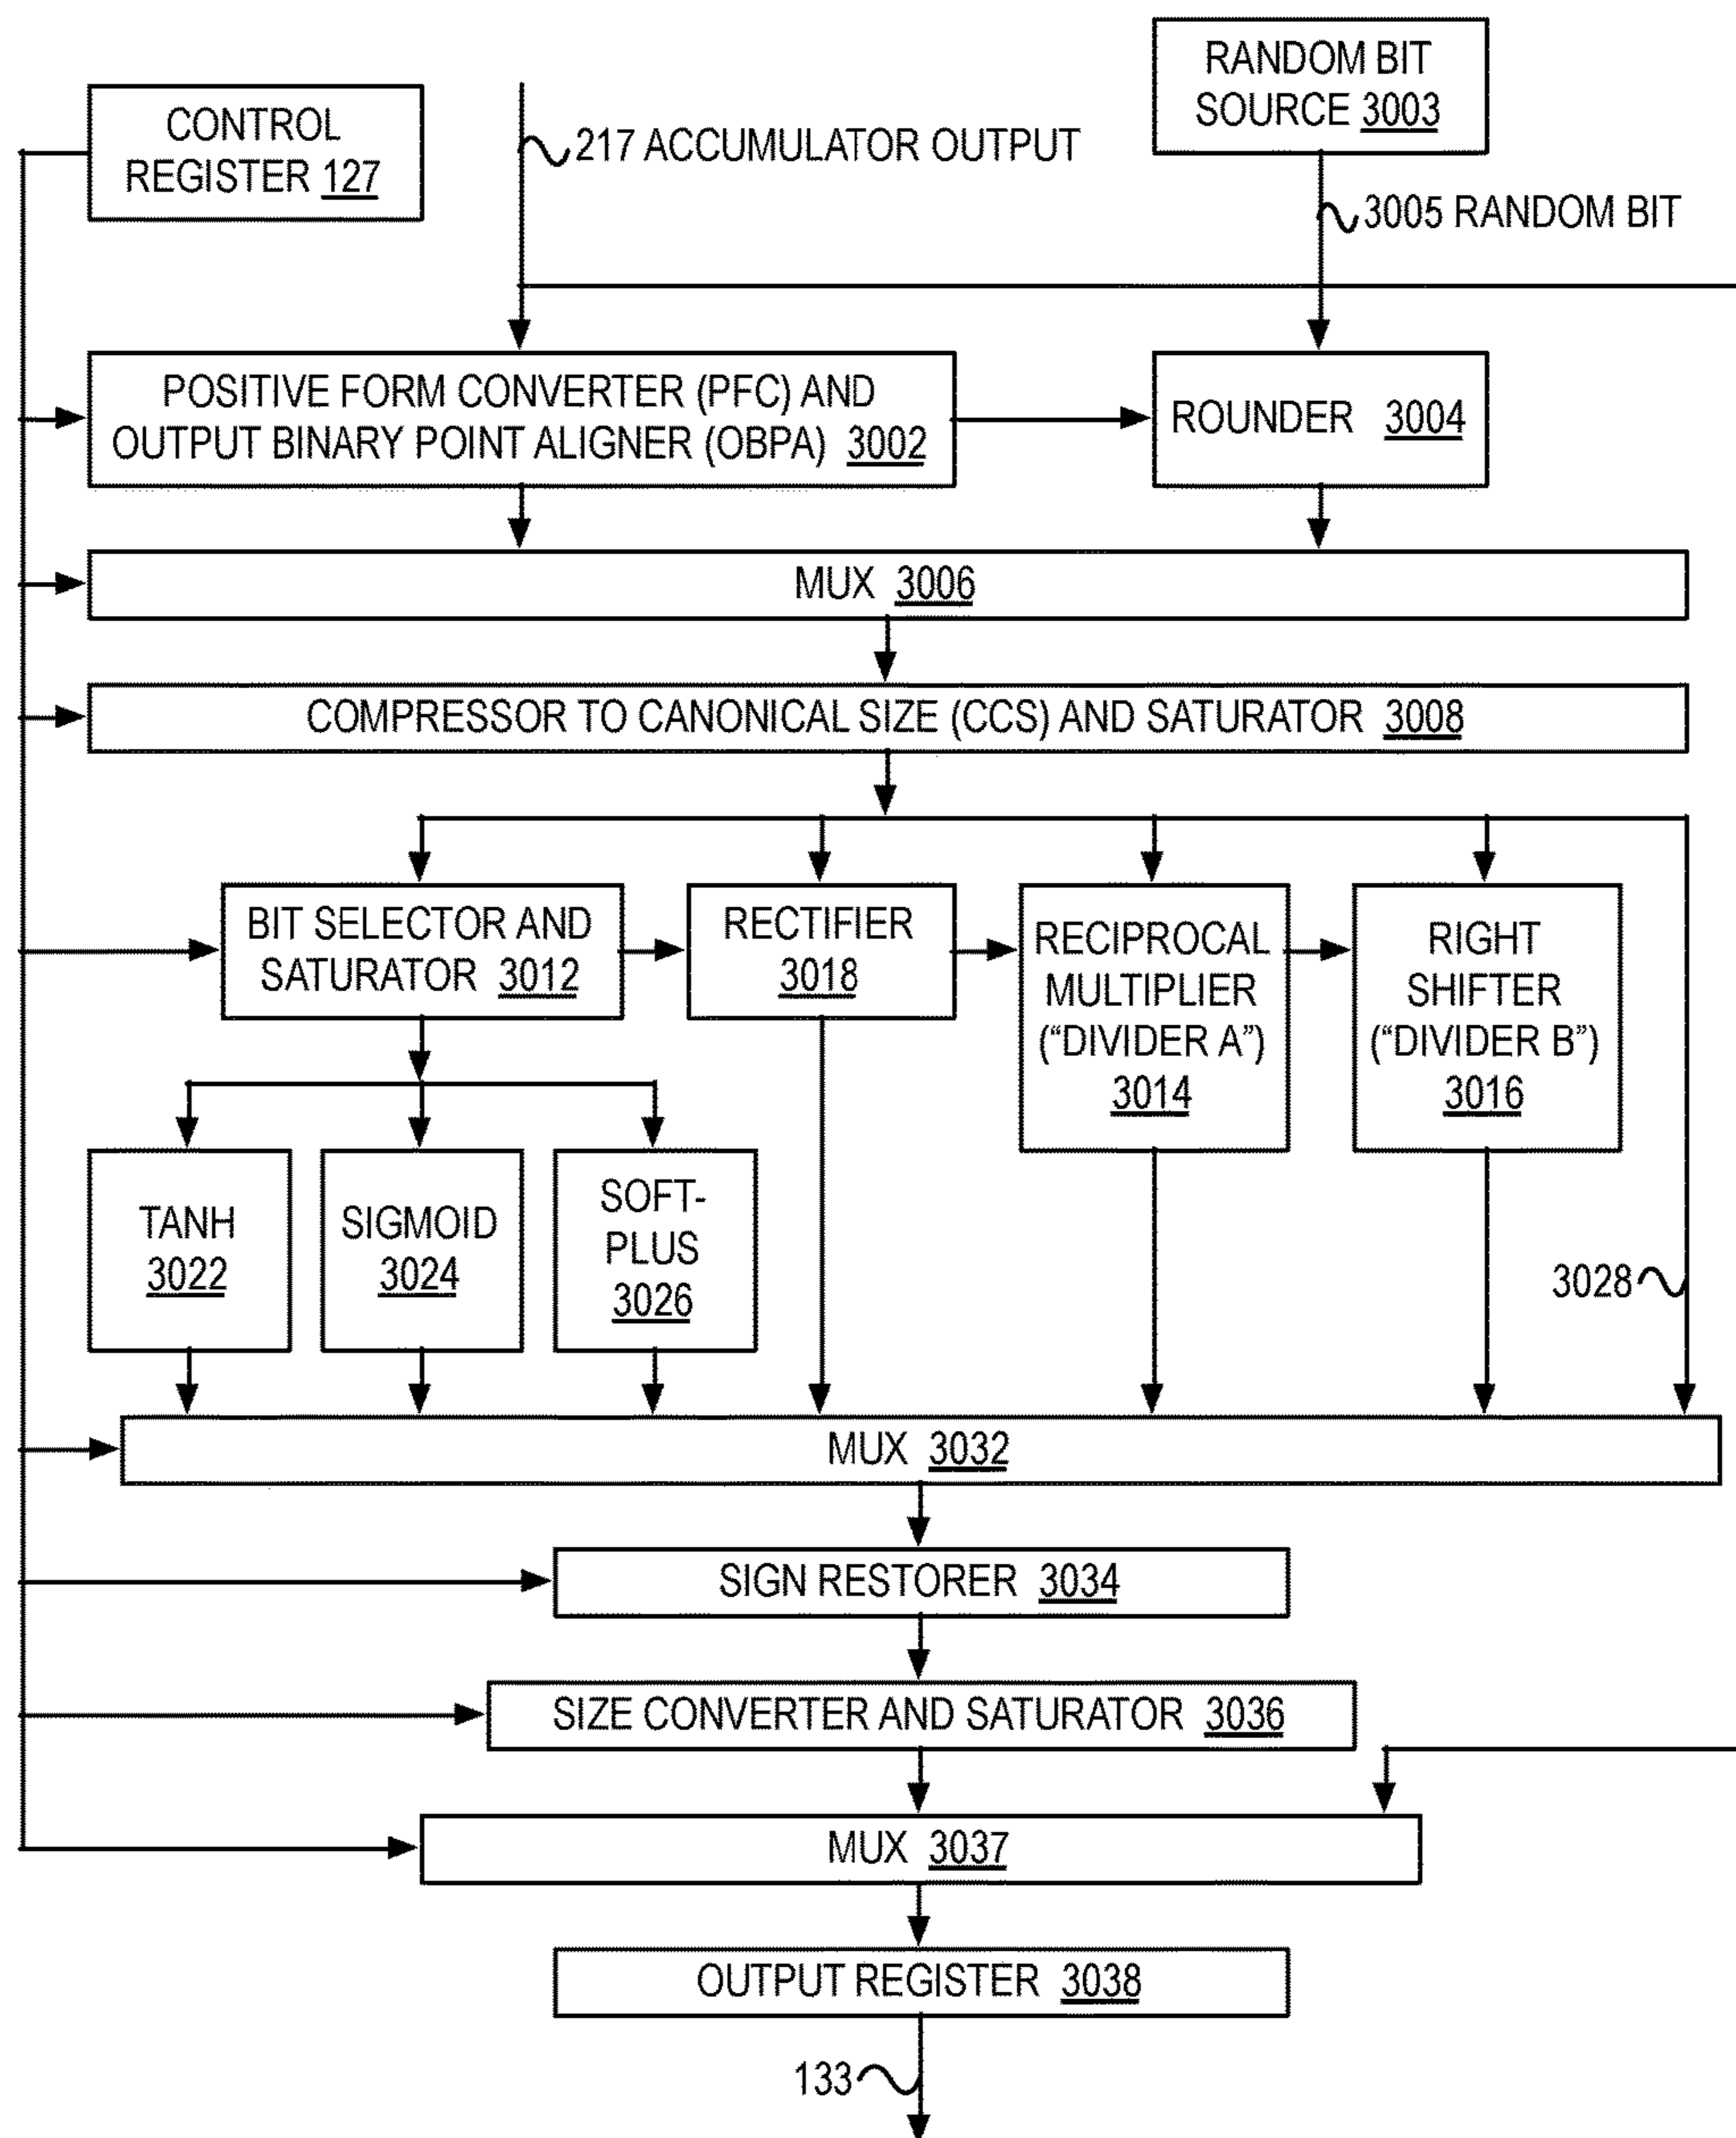 RANDOM BIT
SOURCE 3003
CONTROL
REGISTER 127
217 ACCUMULATOR OUTPUT
3005 RANDOM BIT
POSITIVE FORM CONVERTER (PFC) AND
OUTPUT BINARY POINT ALIGNER (OBPA) 3002
ROUNDER 3004
MUX 3006
COMPRESSOR TO CANONICAL SIZE (CCS) AND SATURATOR 3008
BIT SELECTOR AND
SATURATOR 3012
RECTIFIER
3018
RECIPROCAL
MULTIPLIER
("DIVIDER A")
3014
RIGHT
SHIFTER
("DIVIDER B")
3016
TANH
3022
SIGMOID
3024
SOFT-
PLUS
3026
3028
MUX 3032
SIGN RESTORER 3034
SIZE CONVERTER AND SATURATOR 3036
MUX 3037
OUTPUT REGISTER 3038
133